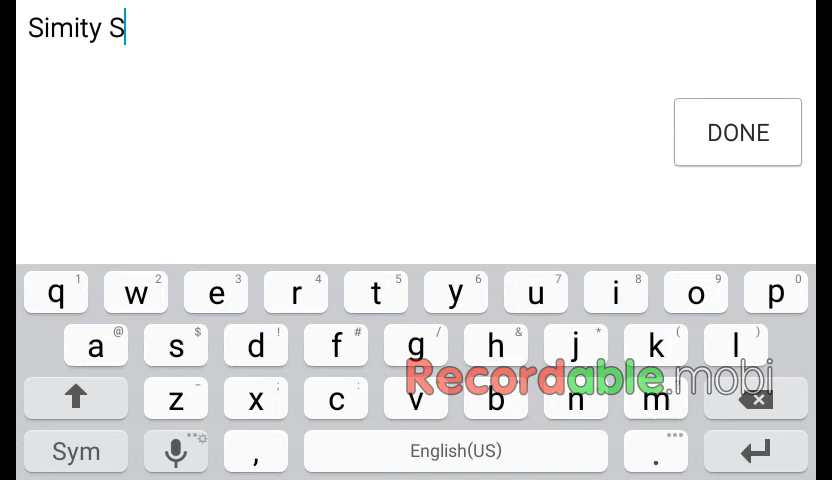 Simity S
DONE
q 1 w 2 e 3 r 4 t 5 y 6 u 7 i 8 o 9 p 0
a @ s $ d ! f # g / h & j * k ( l )
z - x ; c : v b n m
Recordable.mobi
Sym , English(US) .